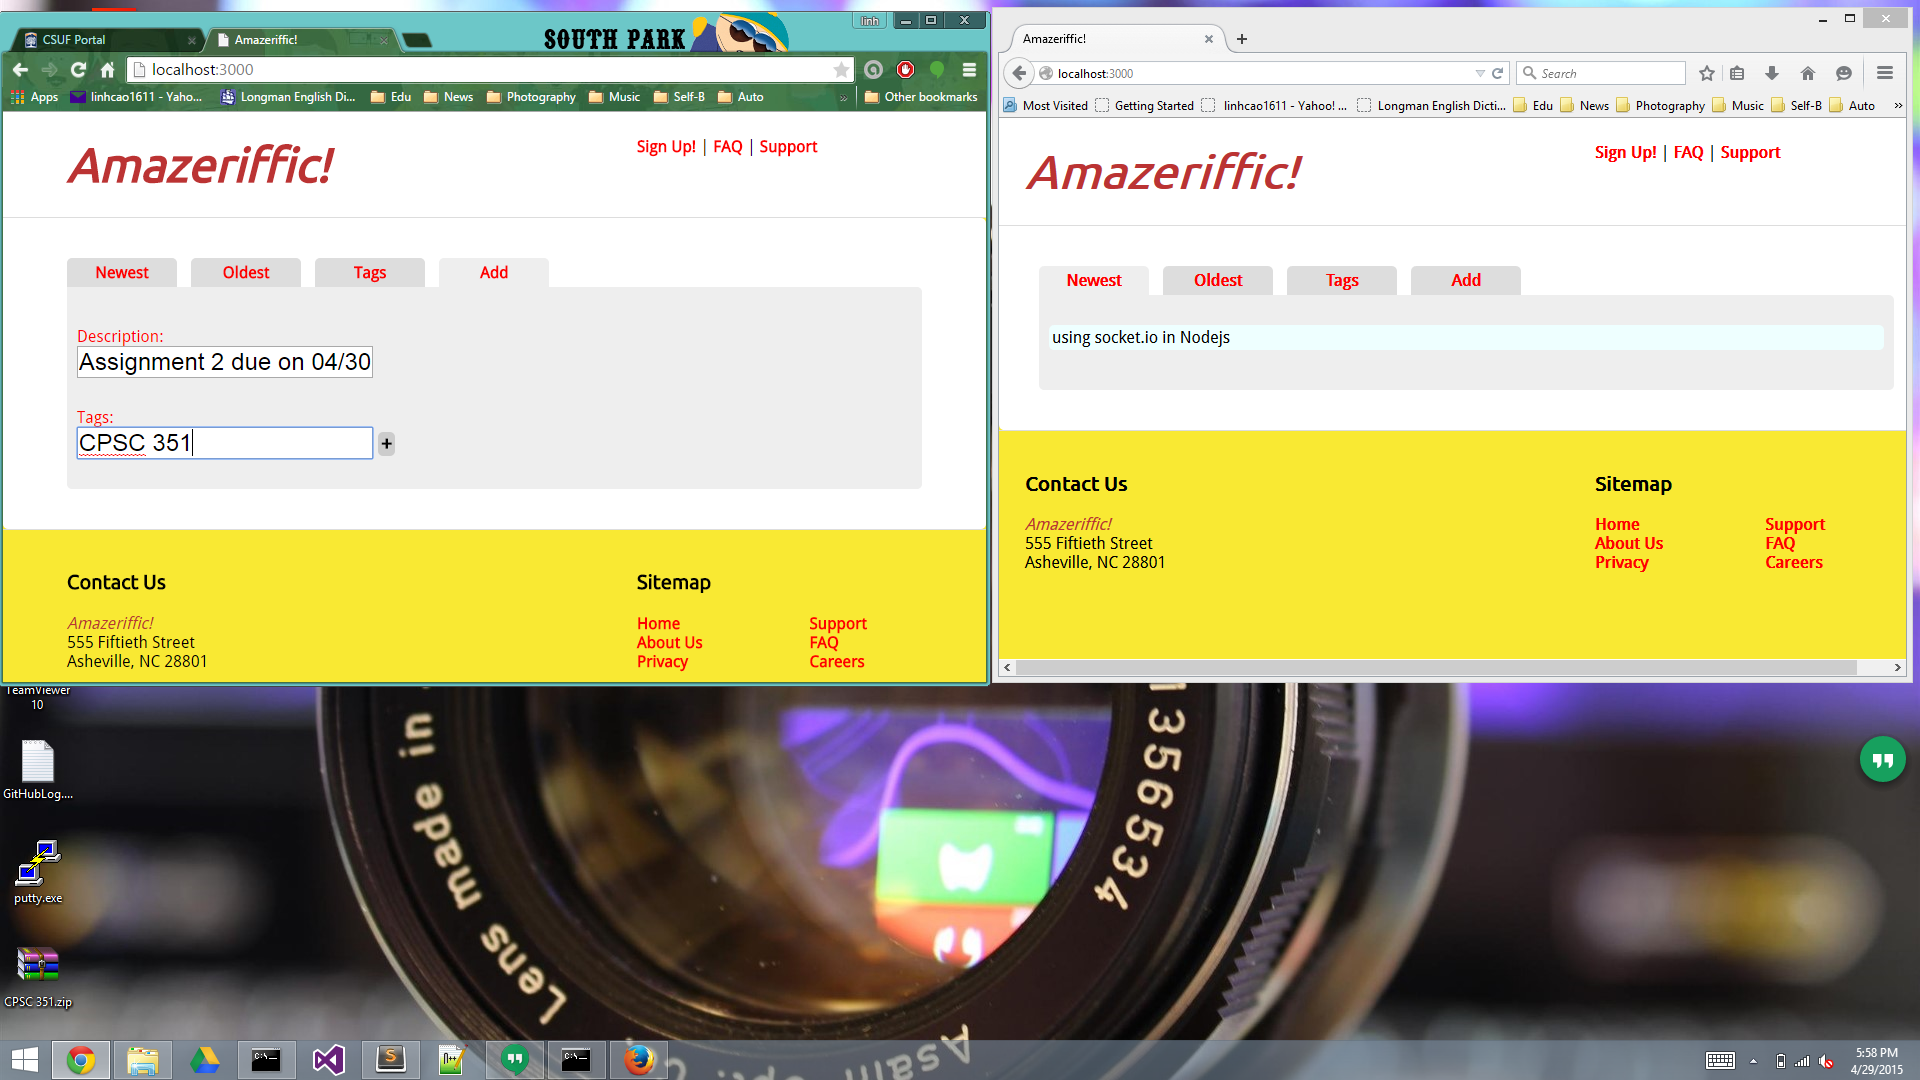 CSUF Portal
Amazeriffic!
SOUTH PARK
linh
localhost:3000
Apps
linhcao1611 - Yaho...
Longman English Di...
Edu
News
Photography
Music
Self-B
Auto
»
Other bookmarks
Amazeriffic!
Sign Up! | FAQ | Support
Newest
Oldest
Tags
Add
Description:
Assignment 2 due on 04/30
Tags:
CPSC 351
+
Contact Us
Amazeriffic!
555 Fiftieth Street
Asheville, NC 28801
Sitemap
Home
About Us
Privacy
Support
FAQ
Careers
Amazeriffic!
localhost:3000
Search
Most Visited
Getting Started
linhcao1611 - Yahoo! ...
Longman English Dicti...
Edu
News
Photography
Music
Self-B
Auto
»
Amazeriffic!
Sign Up! | FAQ | Support
Newest
Oldest
Tags
Add
using socket.io in Nodejs
Contact Us
Amazeriffic!
555 Fiftieth Street
Asheville, NC 28801
Sitemap
Home
About Us
Privacy
Support
FAQ
Careers
TeamViewer
10
GitHubLog....
putty.exe
CPSC 351.zip
Lens made in
1356534
Asahi Opt. C
5:58 PM
4/29/2015